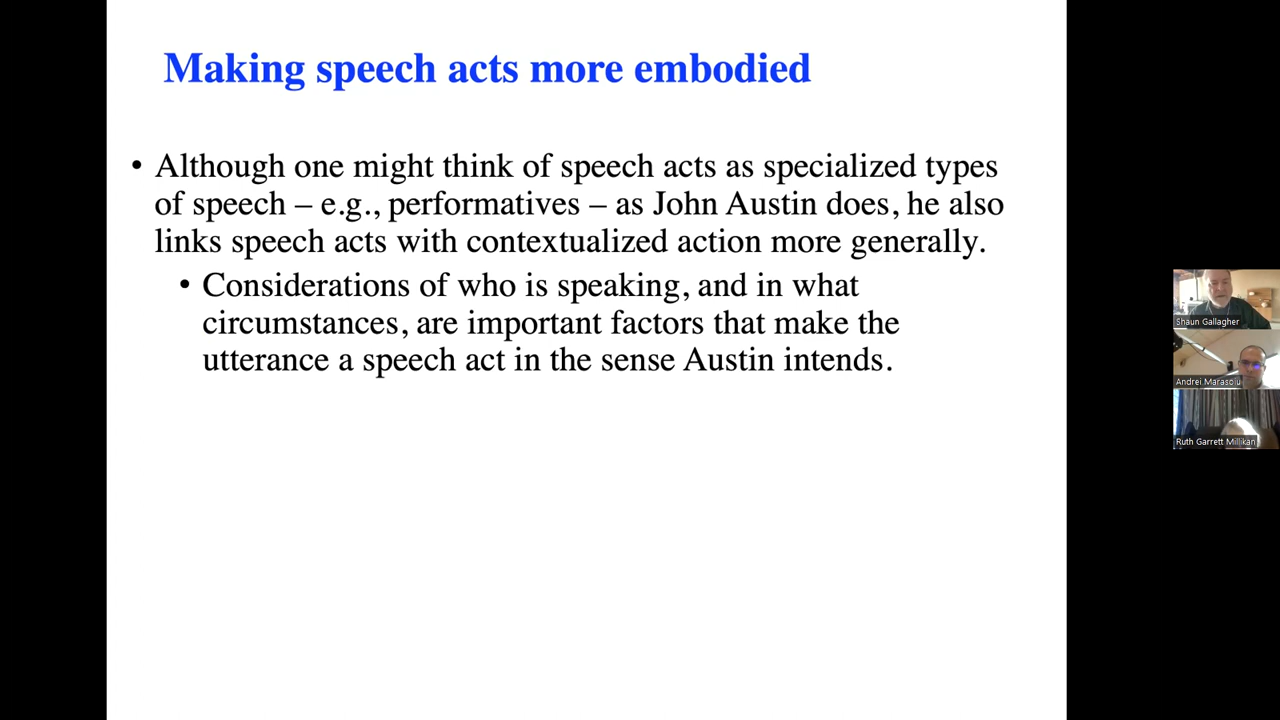 Making speech acts more embodied
• Although one might think of speech acts as specialized types
of speech – e.g., performatives – as John Austin does, he also
links speech acts with contextualized action more generally.
• Considerations of who is speaking, and in what
circumstances, are important factors that make the
utterance a speech act in the sense Austin intends.
Shaun Gallagher
Andrei Marasoiu
Ruth Garrett Millikan